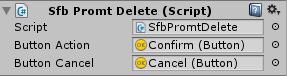 Sfb Promt Delete (Script)
Script SfbPromtDelete
Button Action Confirm (Button)
Button Cancel Cancel (Button)